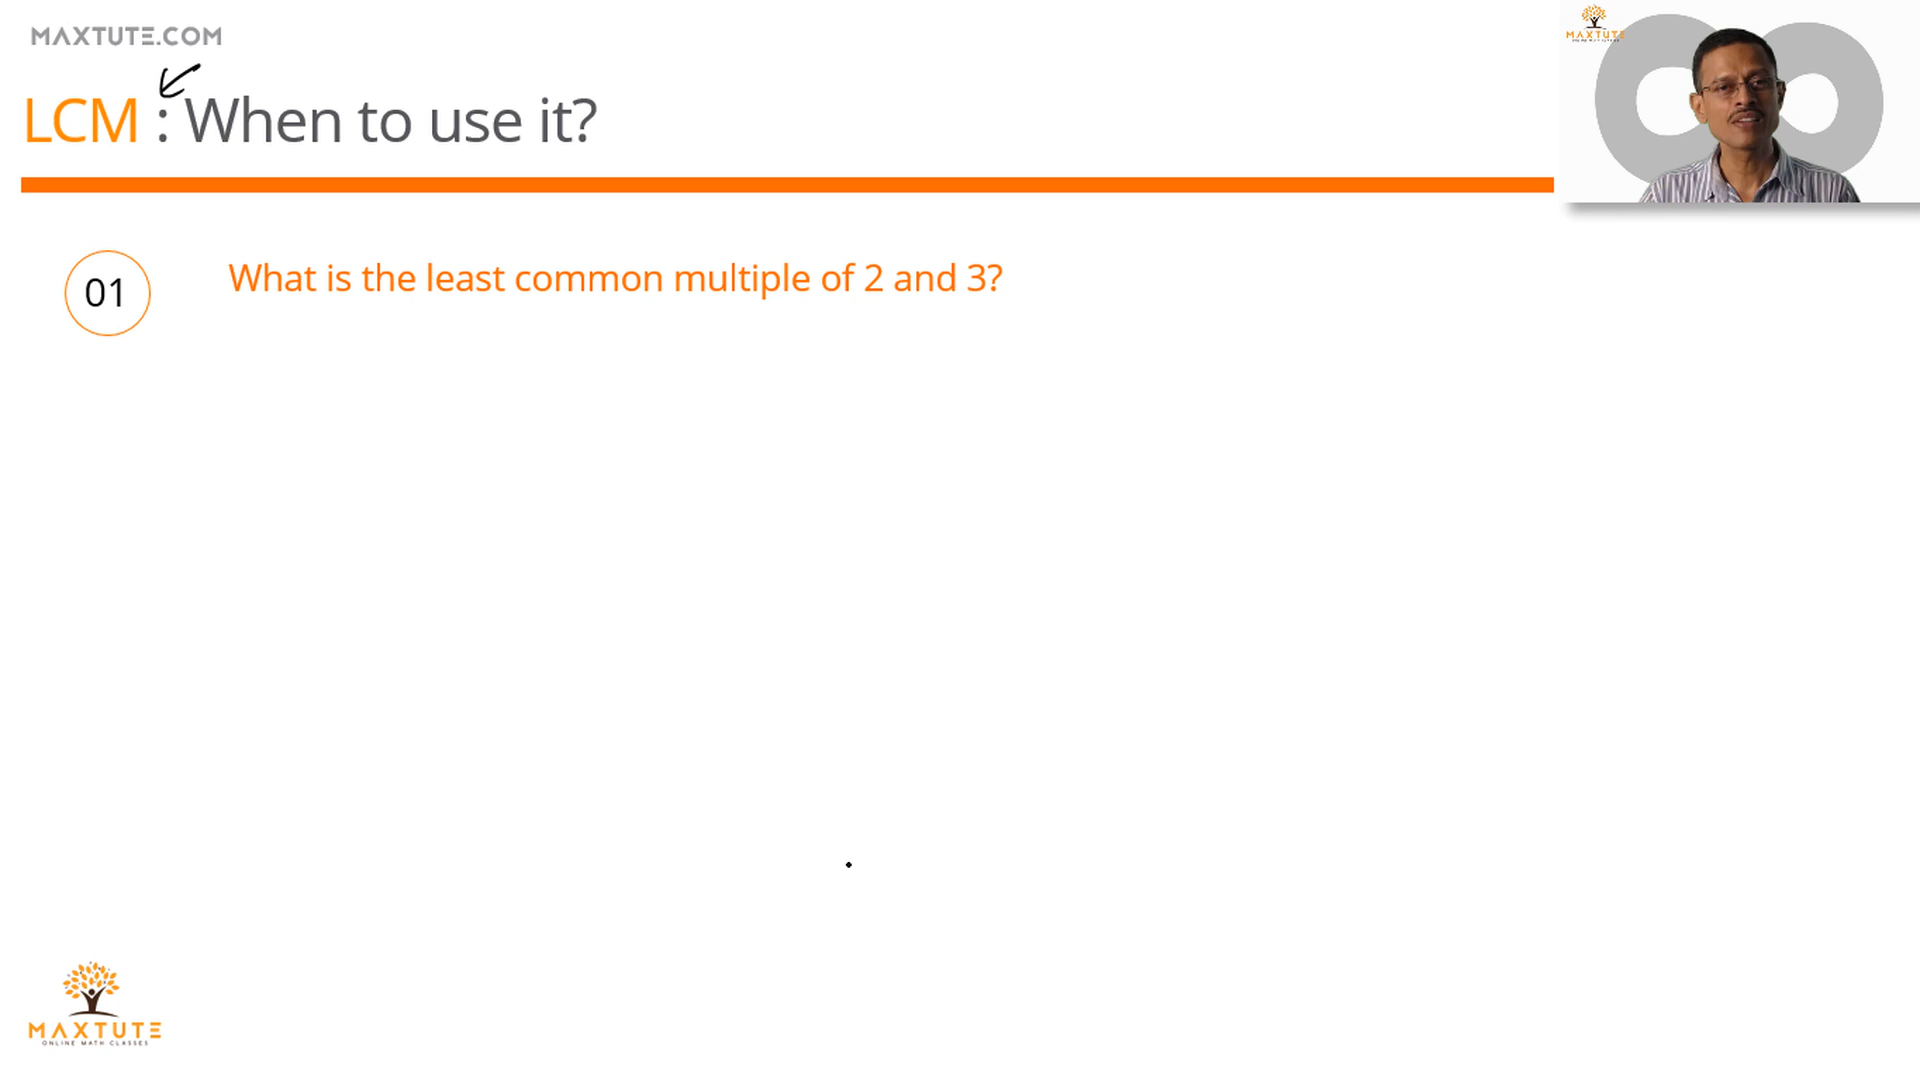 MAXTUTE.COM
LCM : When to use it?
01
What is the least common multiple of 2 and 3?
MAXTUTE
MAXTUTE
ONLINE MATH CLASSES